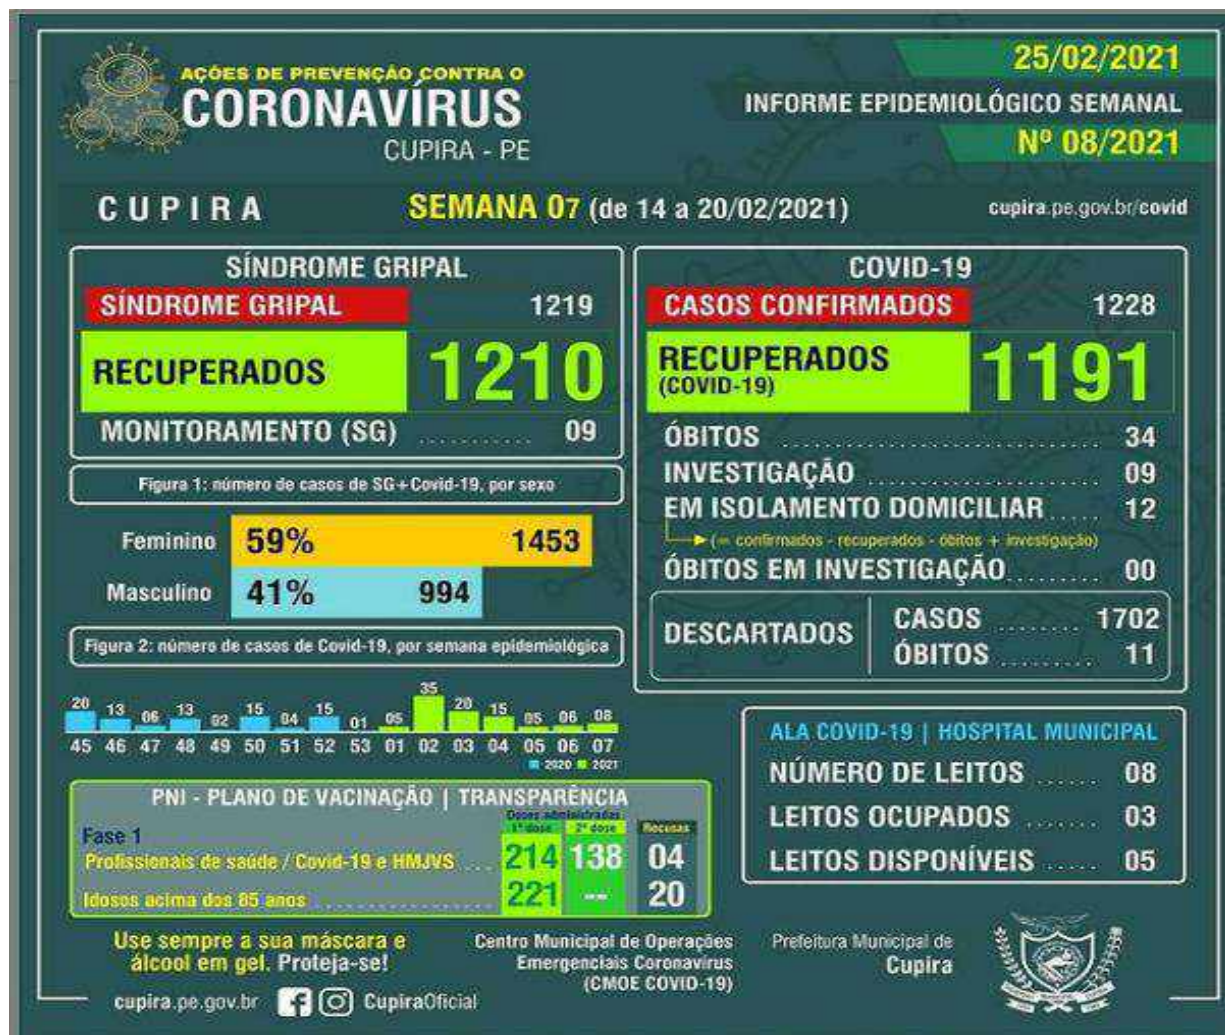 AÇÕES DE PREVENÇÃO CONTRA O
CORONAVÍRUS
CUPIRA - PE
25/02/2021
INFORME EPIDEMIOLÓGICO SEMANAL
Nº 08/2021
CUPIRA SEMANA 07 (de 14 a 20/02/2021) cupira.pe.gov.br/covid
SÍNDROME GRIPAL
SÍNDROME GRIPAL 1219
RECUPERADOS 1210
MONITORAMENTO (SG) ........... 09
Figura 1: número de casos de SG+Covid-19, por sexo
Feminino 59% 1453
Masculino 41% 994
Figura 2: número de casos de Covid-19, por semana epidemiológica
20 13 06 13 02 15 04 15 01 05 35 20 15 05 06 08
45 46 47 48 49 50 51 52 53 01 02 03 04 05 06 07
2020 2021
COVID-19
CASOS CONFIRMADOS 1228
RECUPERADOS 1191
(COVID-19)
ÓBITOS ........... 34
INVESTIGAÇÃO ........... 09
EM ISOLAMENTO DOMICILIAR ..... 12
(= confirmados - recuperados - óbitos + investigação)
ÓBITOS EM INVESTIGAÇÃO ......... 00
DESCARTADOS
CASOS ........ 1702
ÓBITOS ......... 11
PNI - PLANO DE VACINAÇÃO | TRANSPARÊNCIA
Doses administradas
Fase 1 1ª dose 2ª dose Recusas
Profissionais de saúde / Covid-19 e HMJVS .... 214 138 04
Idosos acima dos 85 anos .................. 221 -- 20
ALA COVID-19 | HOSPITAL MUNICIPAL
NÚMERO DE LEITOS ...... 08
LEITOS OCUPADOS ....... 03
LEITOS DISPONÍVEIS ..... 05
Use sempre a sua máscara e
álcool em gel. Proteja-se!
cupira.pe.gov.br CupiraOficial
Centro Municipal de Operações
Emergenciais Coronavírus
(CMOE COVID-19)
Prefeitura Municipal de
Cupira